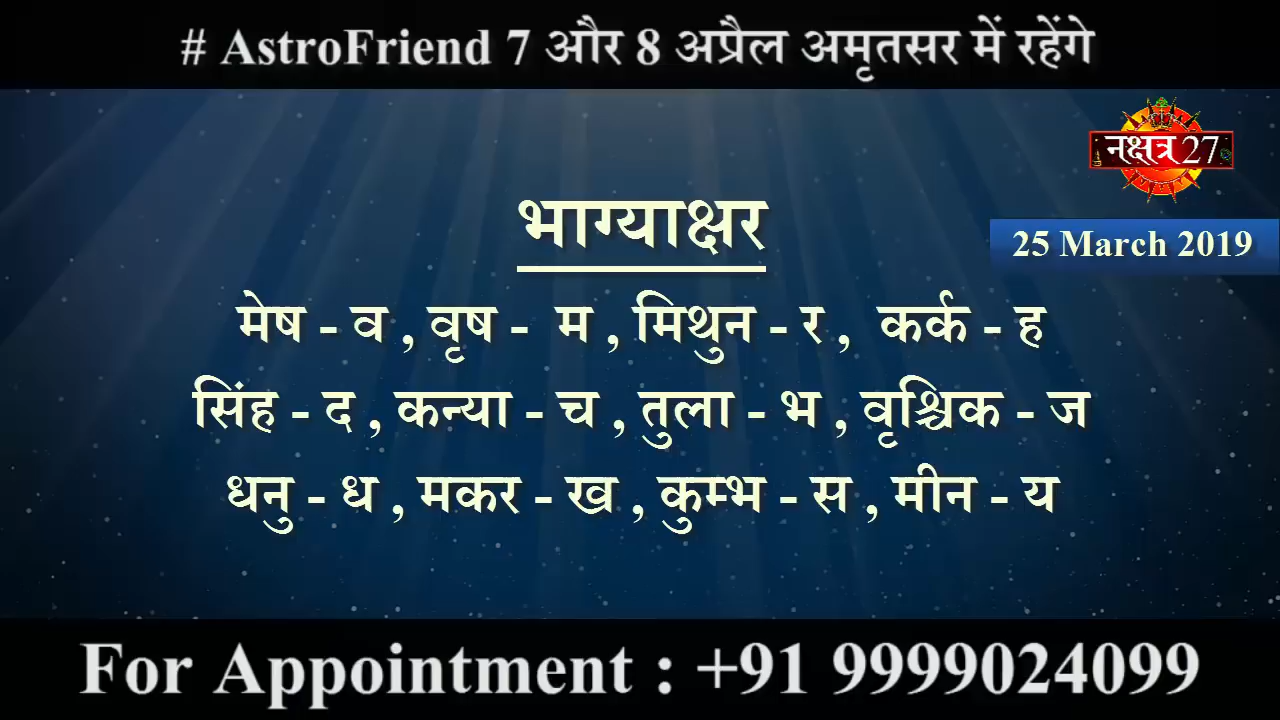 # AstroFriend 7 और 8 अप्रैल अमृतसर में रहेंगे
नक्षत्र 27
भाग्याक्षर
25 March 2019
मेष - व , वृष - म , मिथुन - र , कर्क - ह
सिंह - द , कन्या - च , तुला - भ , वृश्चिक - ज
धनु - ध , मकर - ख , कुम्भ - स , मीन - य
For Appointment : +91 9999024099